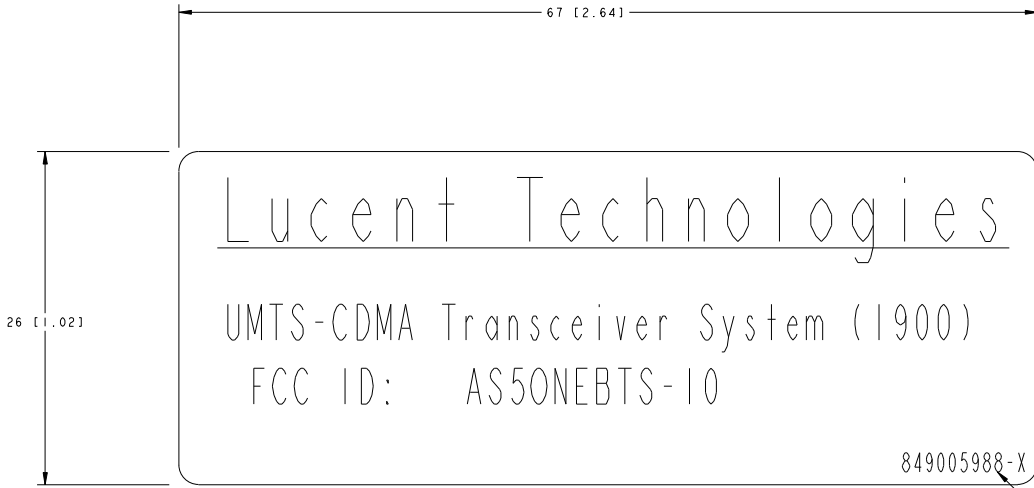 67 [2.64]
Lucent Technologies
26 [1.02]
UMTS-CDMA Transceiver System (1900)
FCC ID: AS5ONEBTS-10
849005988-X